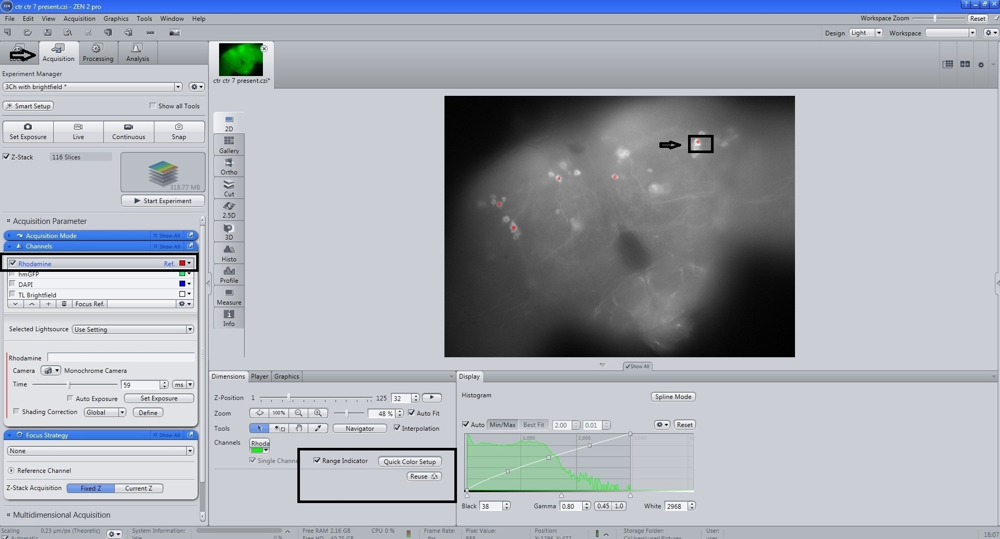 ctr ctr 7 present.czi - ZEN 2 pro
File Edit View Acquisition Graphics Tools Window Help
Workspace Zoom Reset
Design Light Workspace
Acquisition Processing Analysis
ctr ctr 7 present.czi*
Experiment Manager
3Ch with brightfield *
Smart Setup Show all Tools
Set Exposure Live Continuous Snap
Z-Stack 116 Slices
318.77 MB
Start Experiment
2D
Gallery
Ortho
Cut
2.5D
3D
Histo
Profile
Measure
Info
Acquisition Parameter
Acquisition Mode Show All
Channels Show All
Rhodamine Ref.
hmGFP
DAPI
TL Brightfield
Focus Ref.
Selected Lightsource Use Setting
Rhodamine
Camera Monochrome Camera
Time 59 ms
Auto Exposure Set Exposure
Shading Correction Global Define
Focus Strategy Show All
None
Reference Channel
Z-Stack Acquisition Fixed Z Current Z
Multidimensional Acquisition
Show All
Dimensions Player Graphics
Z-Position 1 125 32
Zoom 100% 48 % Auto Fit
Tools Navigator Interpolation
Channels Rhoda
Single Channe
Range Indicator Quick Color Setup
Reuse
Display
Histogram Spline Mode
Auto Min/Max Best Fit 2.00 0.01 Reset
1,000 2,000 3,000
Black 38 Gamma 0.80 0.45 1.0 White 2968
Scaling 0.23 µm/px (Theoretic) System Information: Free RAM 2.16 GB CPU 0 % Frame Rate: Pixel Value: Position: Storage Folder: User:
Automatic Idle 0 % Free HD 40.75 GB fps 988 X: 1296, Y: 477 C:\Users\user\Pictures user 18:07